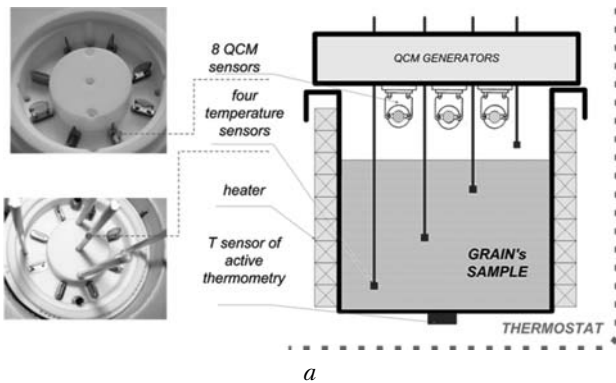 8 QCM
sensors
four
temperature
sensors
heater
T sensor of
active
thermometry
QCM GENERATORS
GRAIN's
SAMPLE
THERMOSTAT
a